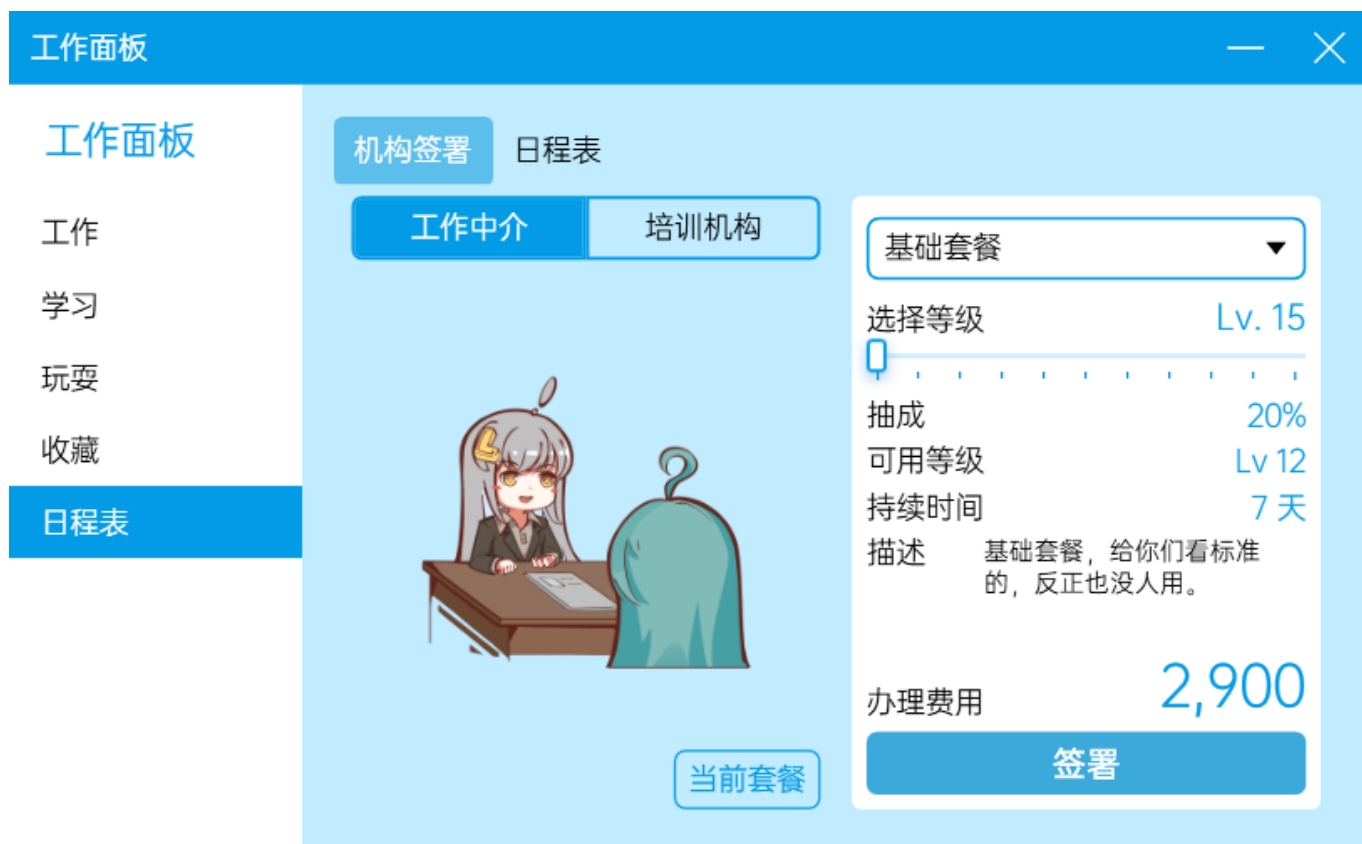 工作面板
工作面板
工作
学习
玩耍
收藏
日程表
机构签署 日程表
工作中介 培训机构
基础套餐
选择等级 Lv. 15
抽成 20%
可用等级 Lv 12
持续时间 7 天
描述 基础套餐，给你们看标准
的，反正也没人用。
办理费用 2,900
签署
当前套餐